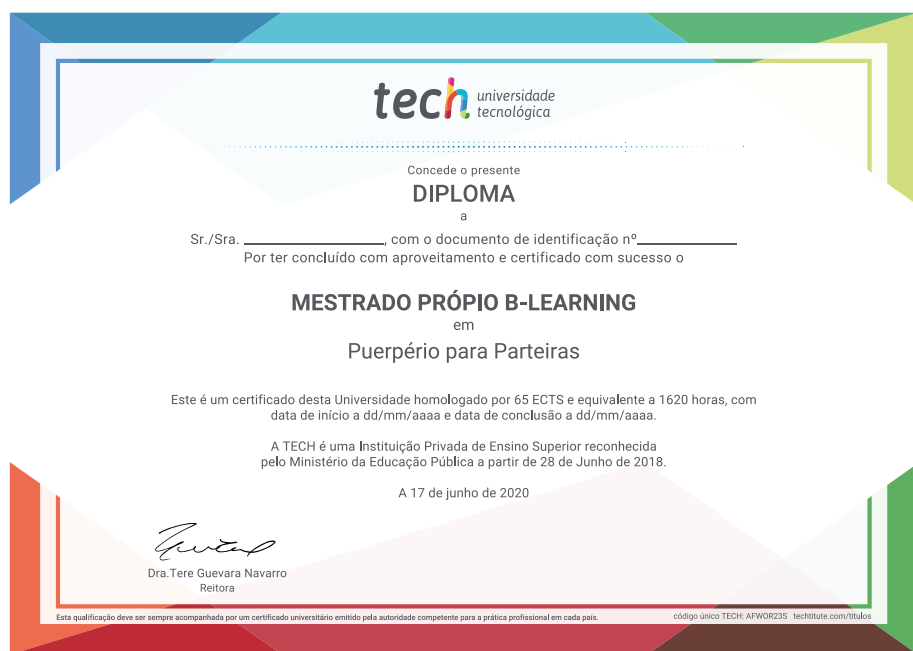 tech universidade
tecnológica
Concede o presente
DIPLOMA
a
Sr./Sra. ______________, com o documento de identificação nº__________
Por ter concluído com aproveitamento e certificado com sucesso o
MESTRADO PRÓPIO B-LEARNING
em
Puerpério para Parteiras
Este é um certificado desta Universidade homologado por 65 ECTS e equivalente a 1620 horas, com
data de início a dd/mm/aaaa e data de conclusão a dd/mm/aaaa.
A TECH é uma Instituição Privada de Ensino Superior reconhecida
pelo Ministério da Educação Pública a partir de 28 de Junho de 2018.
A 17 de junho de 2020
Dra.Tere Guevara Navarro
Reitora
Esta qualificação deve ser sempre acompanhada por um certificado universitário emitido pela autoridade competente para a prática profissional em cada país.
código único TECH: AFWOR23S techtitute.com/titulos